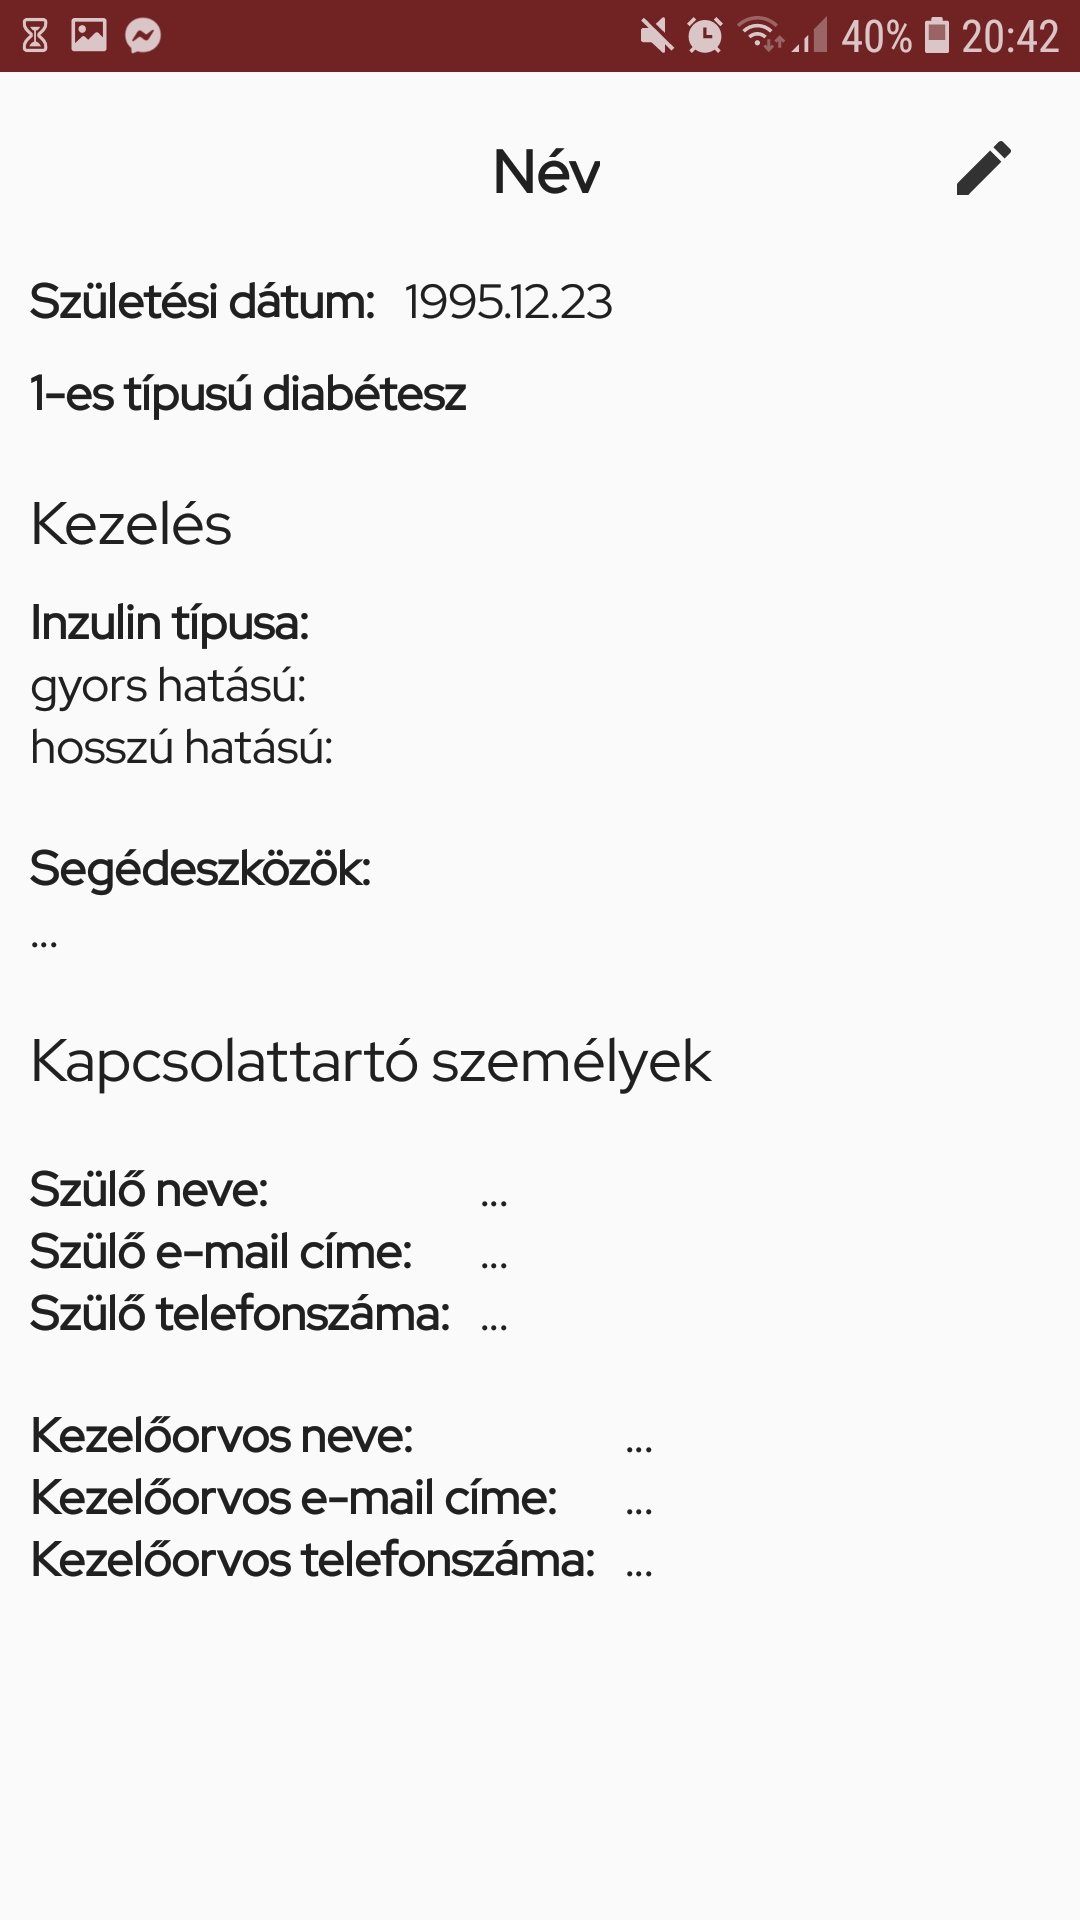 40% 20:42
Név
Születési dátum: 1995.12.23
1-es típusú diabétesz
Kezelés
Inzulin típusa:
gyors hatású:
hosszú hatású:
Segédeszközök:
...
Kapcsolattartó személyek
Szülő neve: ...
Szülő e-mail címe: ...
Szülő telefonszáma: ...
Kezelőorvos neve: ...
Kezelőorvos e-mail címe: ...
Kezelőorvos telefonszáma: ...